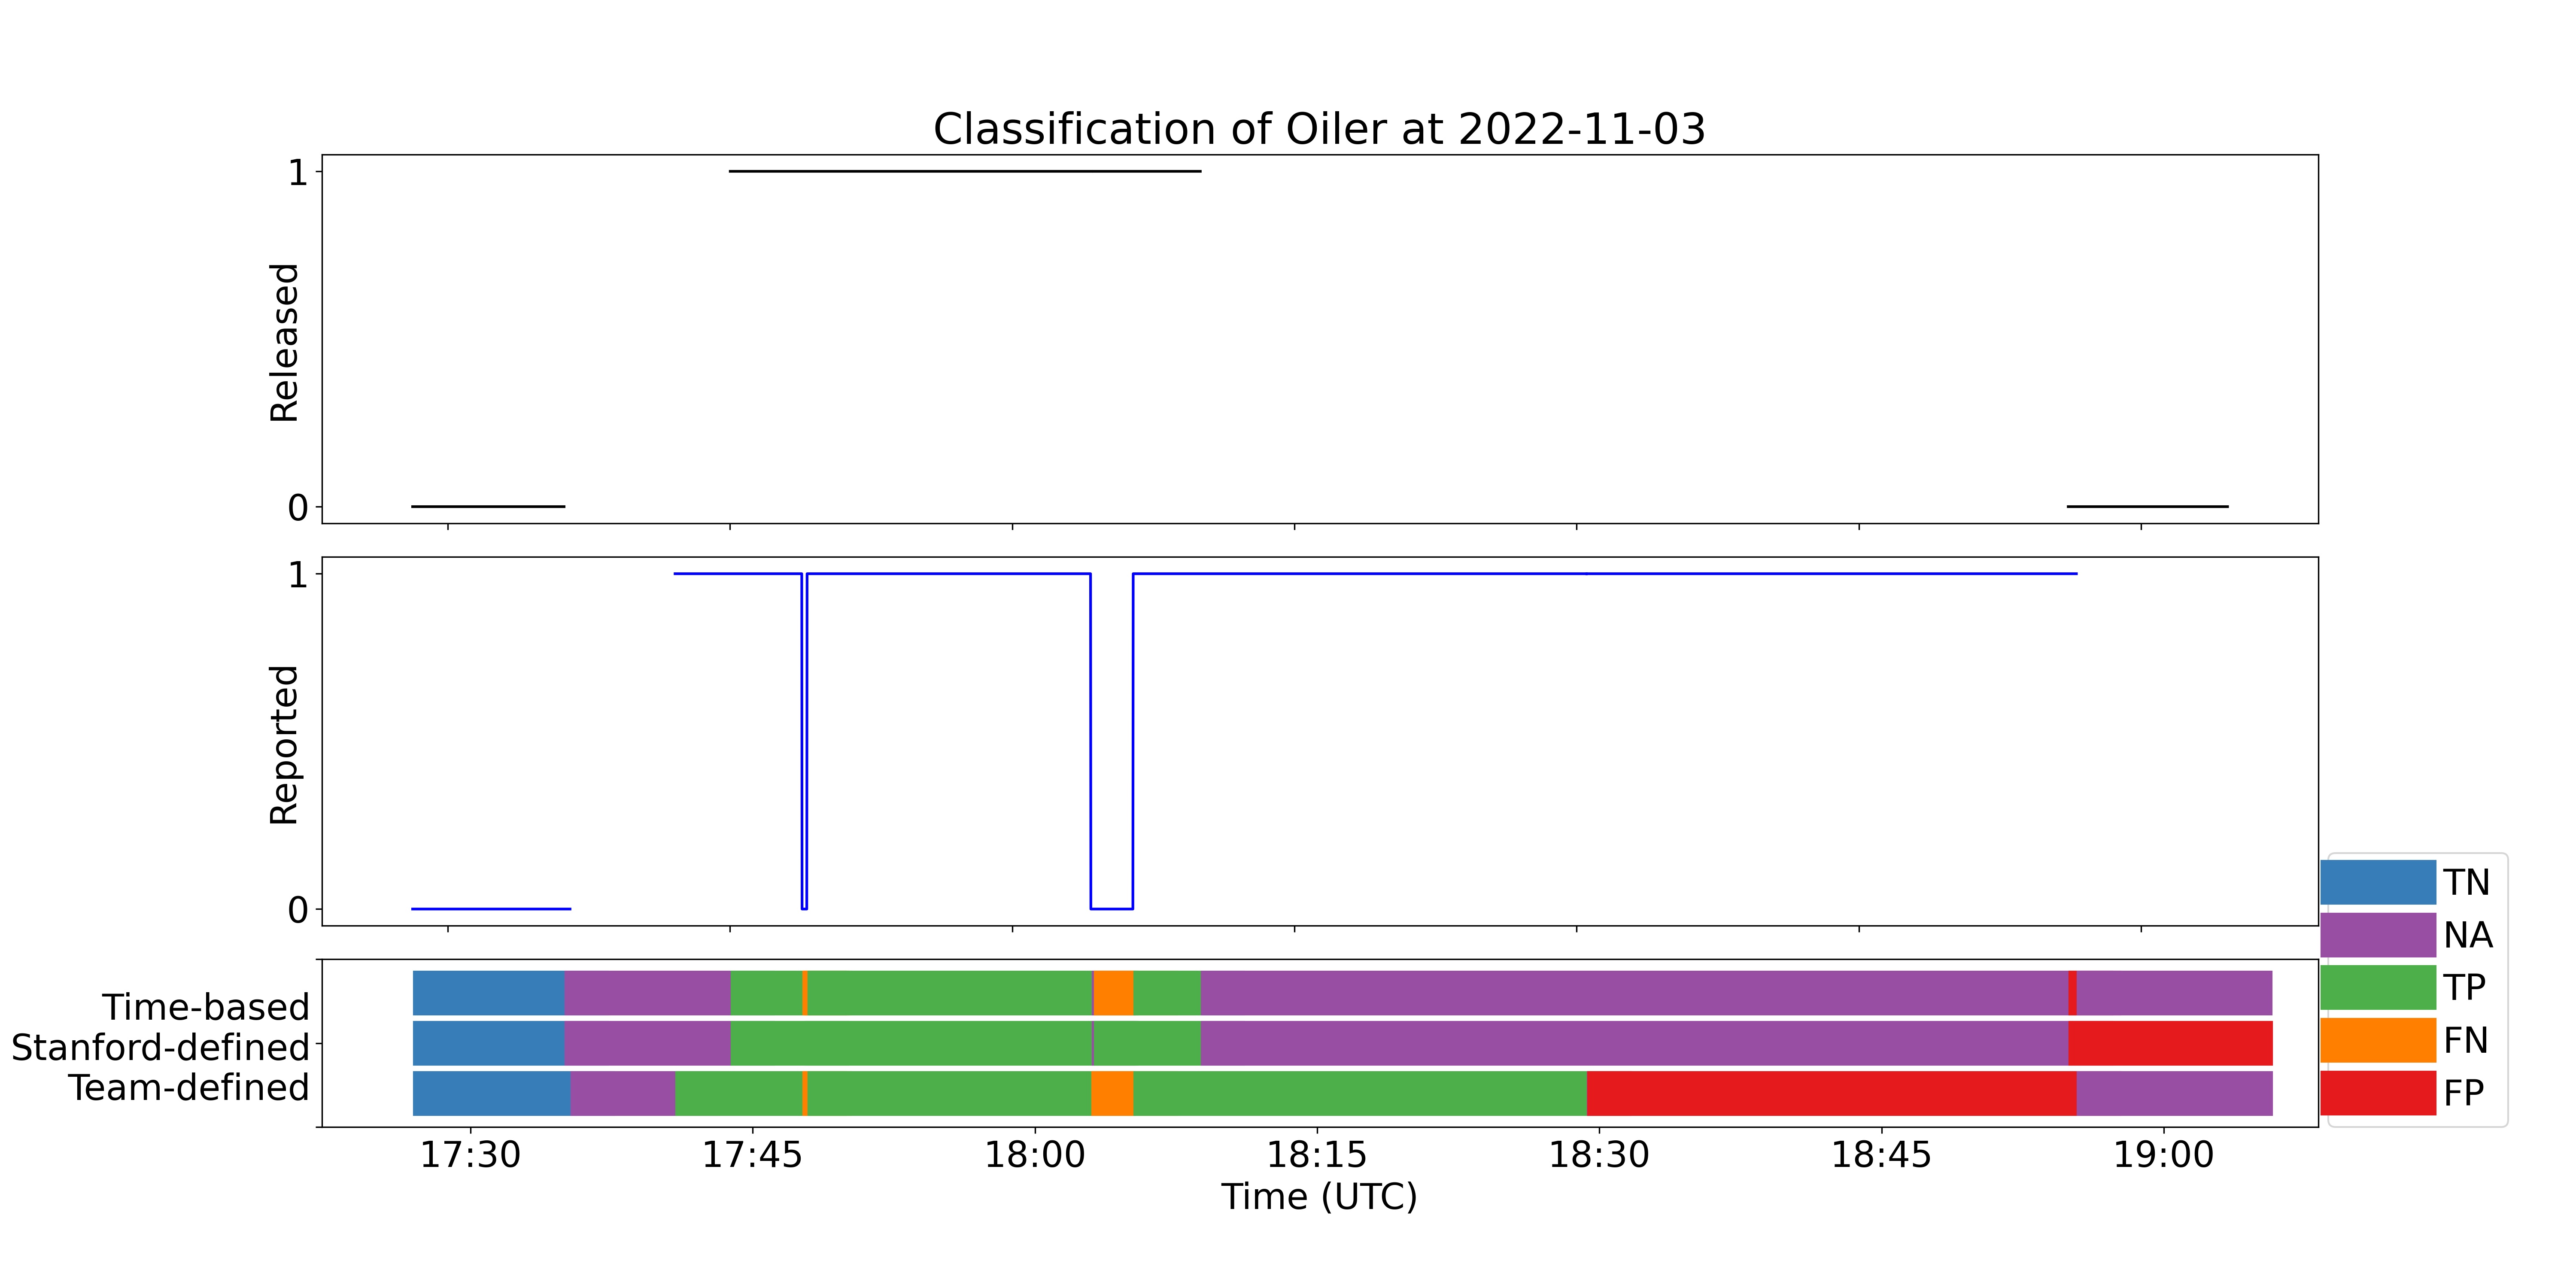 Classification of Oiler at 2022-11-03
1
Released
0
1
Reported
0
TN
NA
TP
FN
FP
Time-based
Stanford-defined
Team-defined
17:30 17:45 18:00 18:15 18:30 18:45 19:00
Time (UTC)